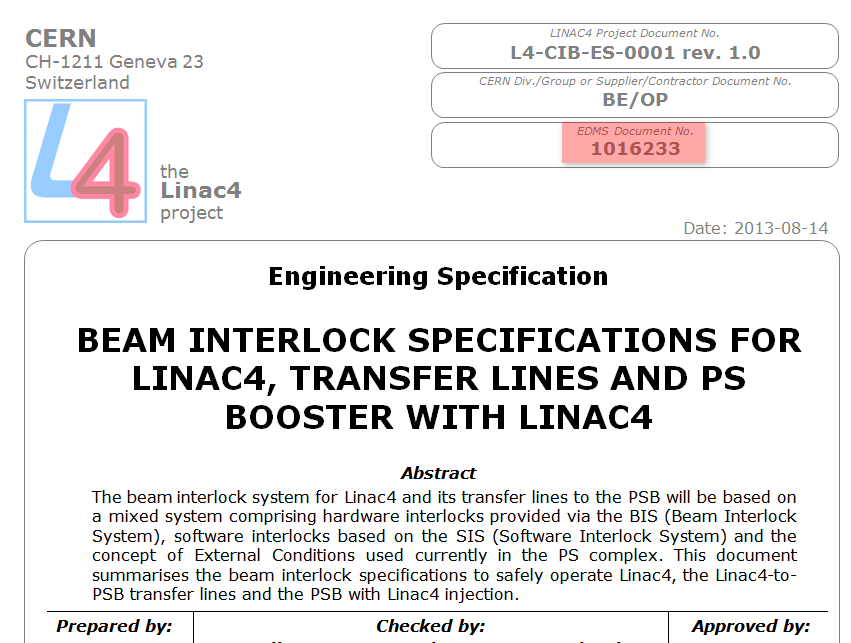 CERN
CH-1211 Geneva 23
Switzerland
L4
the
Linac4
project
LINAC4 Project Document No.
L4-CIB-ES-0001 rev. 1.0
CERN Div./Group or Supplier/Contractor Document No.
BE/OP
EDMS Document No.
1016233
Date: 2013-08-14
Engineering Specification
BEAM INTERLOCK SPECIFICATIONS FOR
LINAC4, TRANSFER LINES AND PS
BOOSTER WITH LINAC4
Abstract
The beam interlock system for Linac4 and its transfer lines to the PSB will be based on
a mixed system comprising hardware interlocks provided via the BIS (Beam Interlock
System), software interlocks based on the SIS (Software Interlock System) and the
concept of External Conditions used currently in the PS complex. This document
summarises the beam interlock specifications to safely operate Linac4, the Linac4-to-
PSB transfer lines and the PSB with Linac4 injection.
Prepared by: Checked by: Approved by: